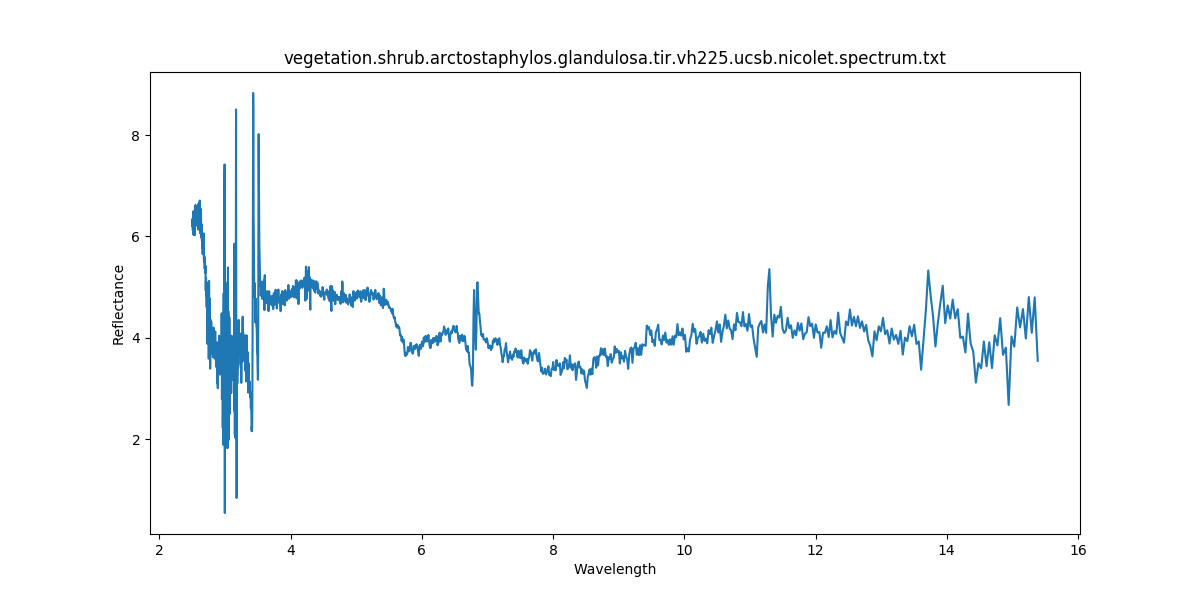 vegetation.shrub.arctostaphylos.glandulosa.tir.vh225.ucsb.nicolet.spectrum.txt
8
6
4
2
Reflectance
2 4 6 8 10 12 14 16
Wavelength